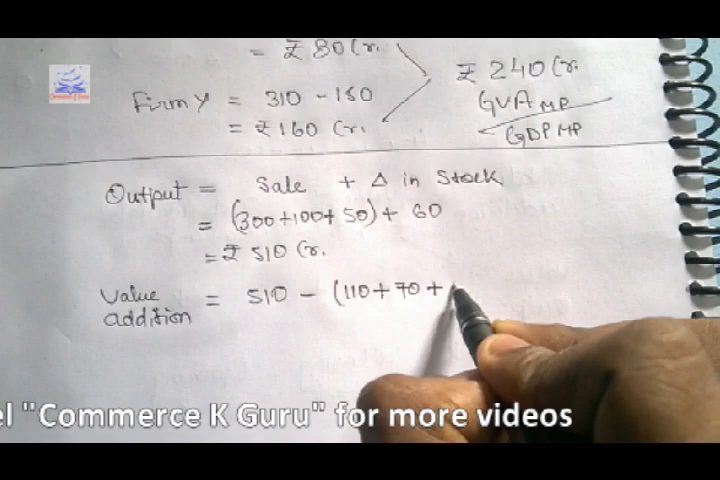 = ₹ 80 Cr.
₹ 240 Cr.
Firm Y = 310 - 150
GVA MP
= ₹ 160 Cr.
GDP MP
Output = Sale + Δ in Stock
= (300+100+50) + 60
= ₹ 510 Cr.
Value addition = 510 - (110 + 70 +
el "Commerce K Guru" for more videos